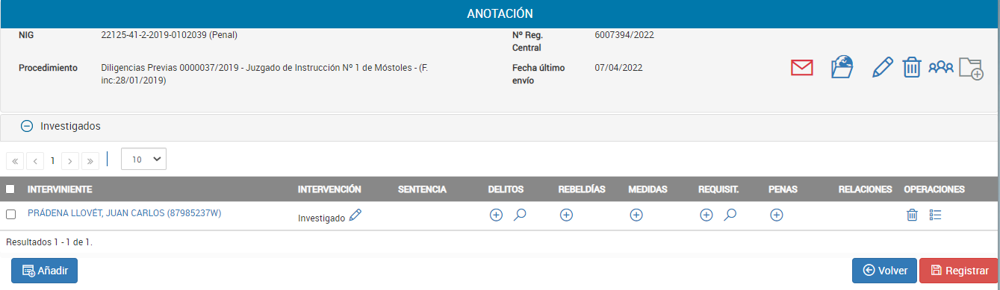 ANOTACIÓN
NIG 22125-41-2-2019-0102039 (Penal) Nº Reg. 6007394/2022
Central
Procedimiento Diligencias Previas 0000037/2019 - Juzgado de Instrucción Nº 1 de Móstoles - (F. Fecha último 07/04/2022
inc:28/01/2019) envío
Investigados
« < 1 > » 10
INTERVINIENTE INTERVENCIÓN SENTENCIA DELITOS REBELDÍAS MEDIDAS REQUISIT. PENAS RELACIONES OPERACIONES
PRÁDENA LLOVÉT, JUAN CARLOS (87985237W) Investigado
Resultados 1 - 1 de 1.
Añadir Volver Registrar